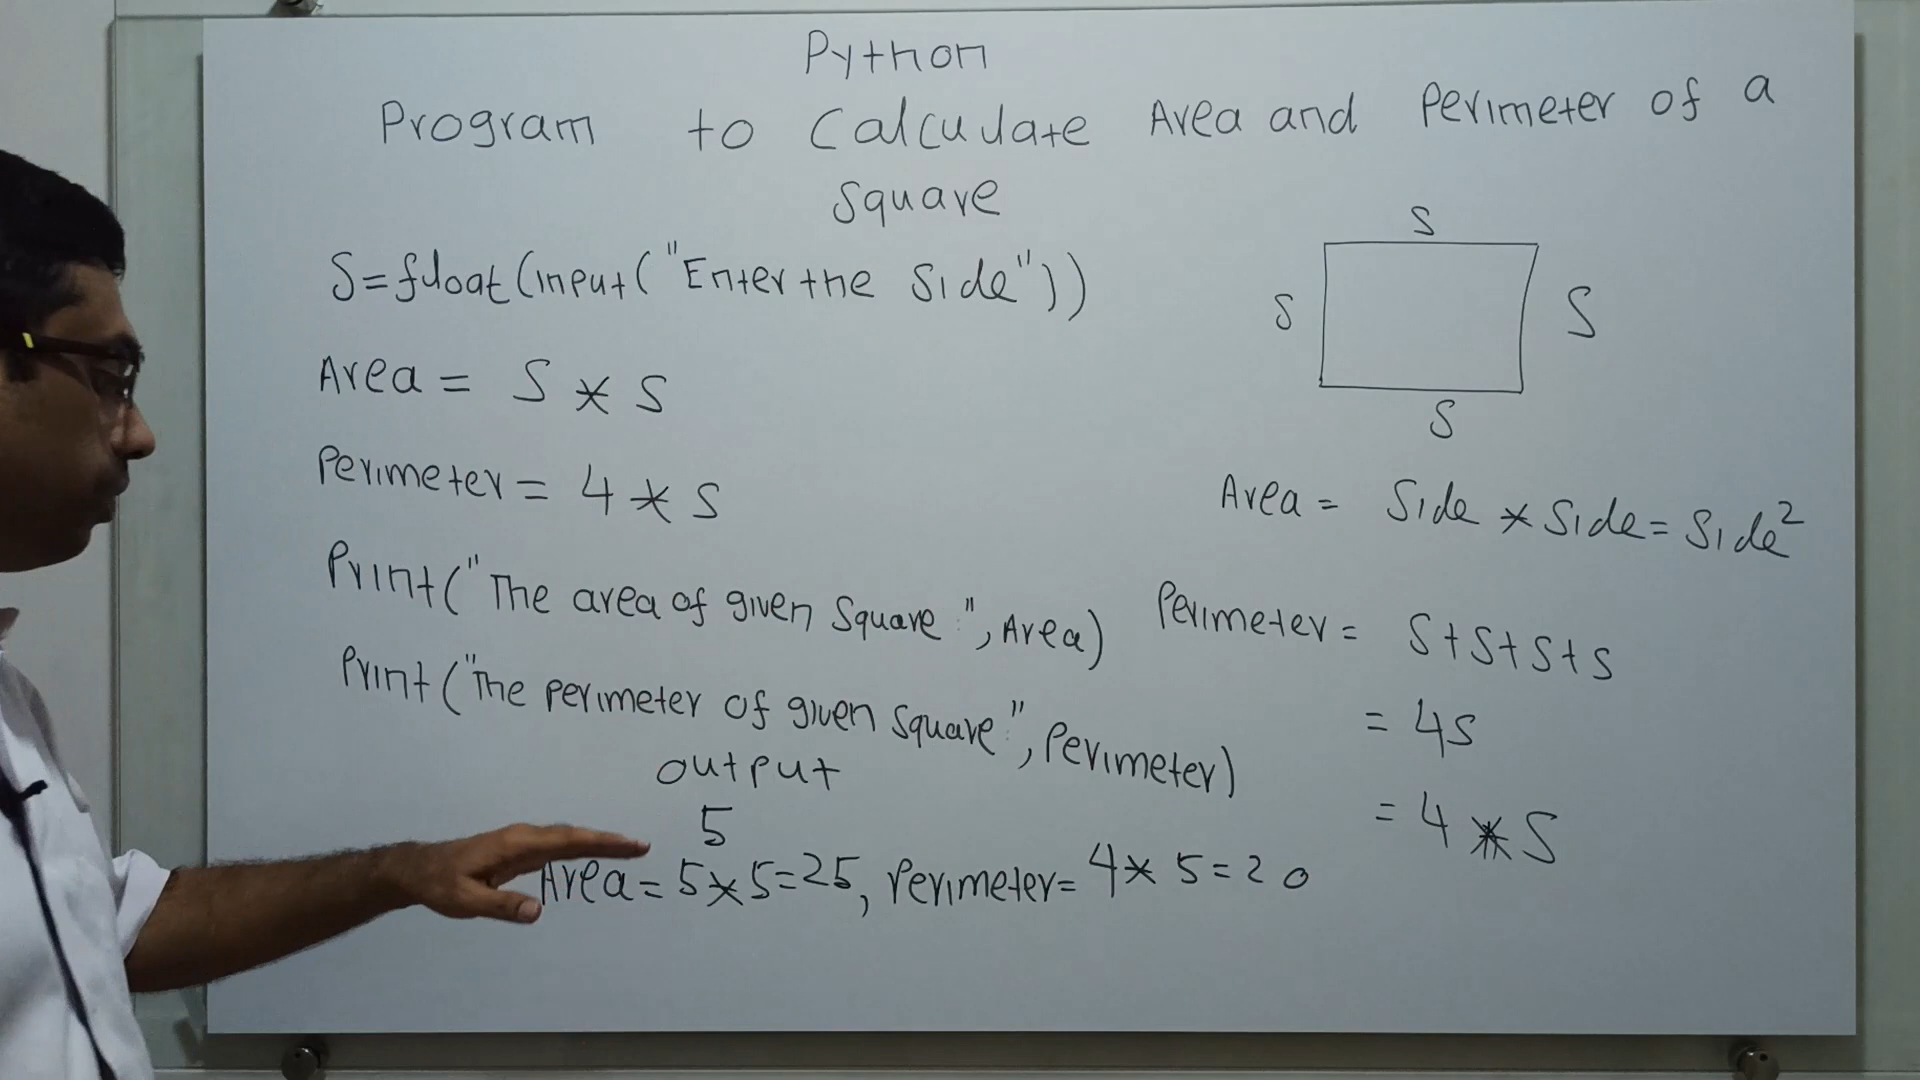 Python
Program to Calculate Area and Perimeter of a
Square
S=float(input("Enter the Side"))
Area = S * S
Perimeter = 4 * S
Print("The area of given Square:", Area)
Print("The perimeter of given square:", Perimeter)
output
5
Area = 5*5=25, Perimeter= 4* 5=20
S
S
S
S
Area = Side * Side = Side²
Perimeter = S+S+S+S
= 4S
= 4 * S